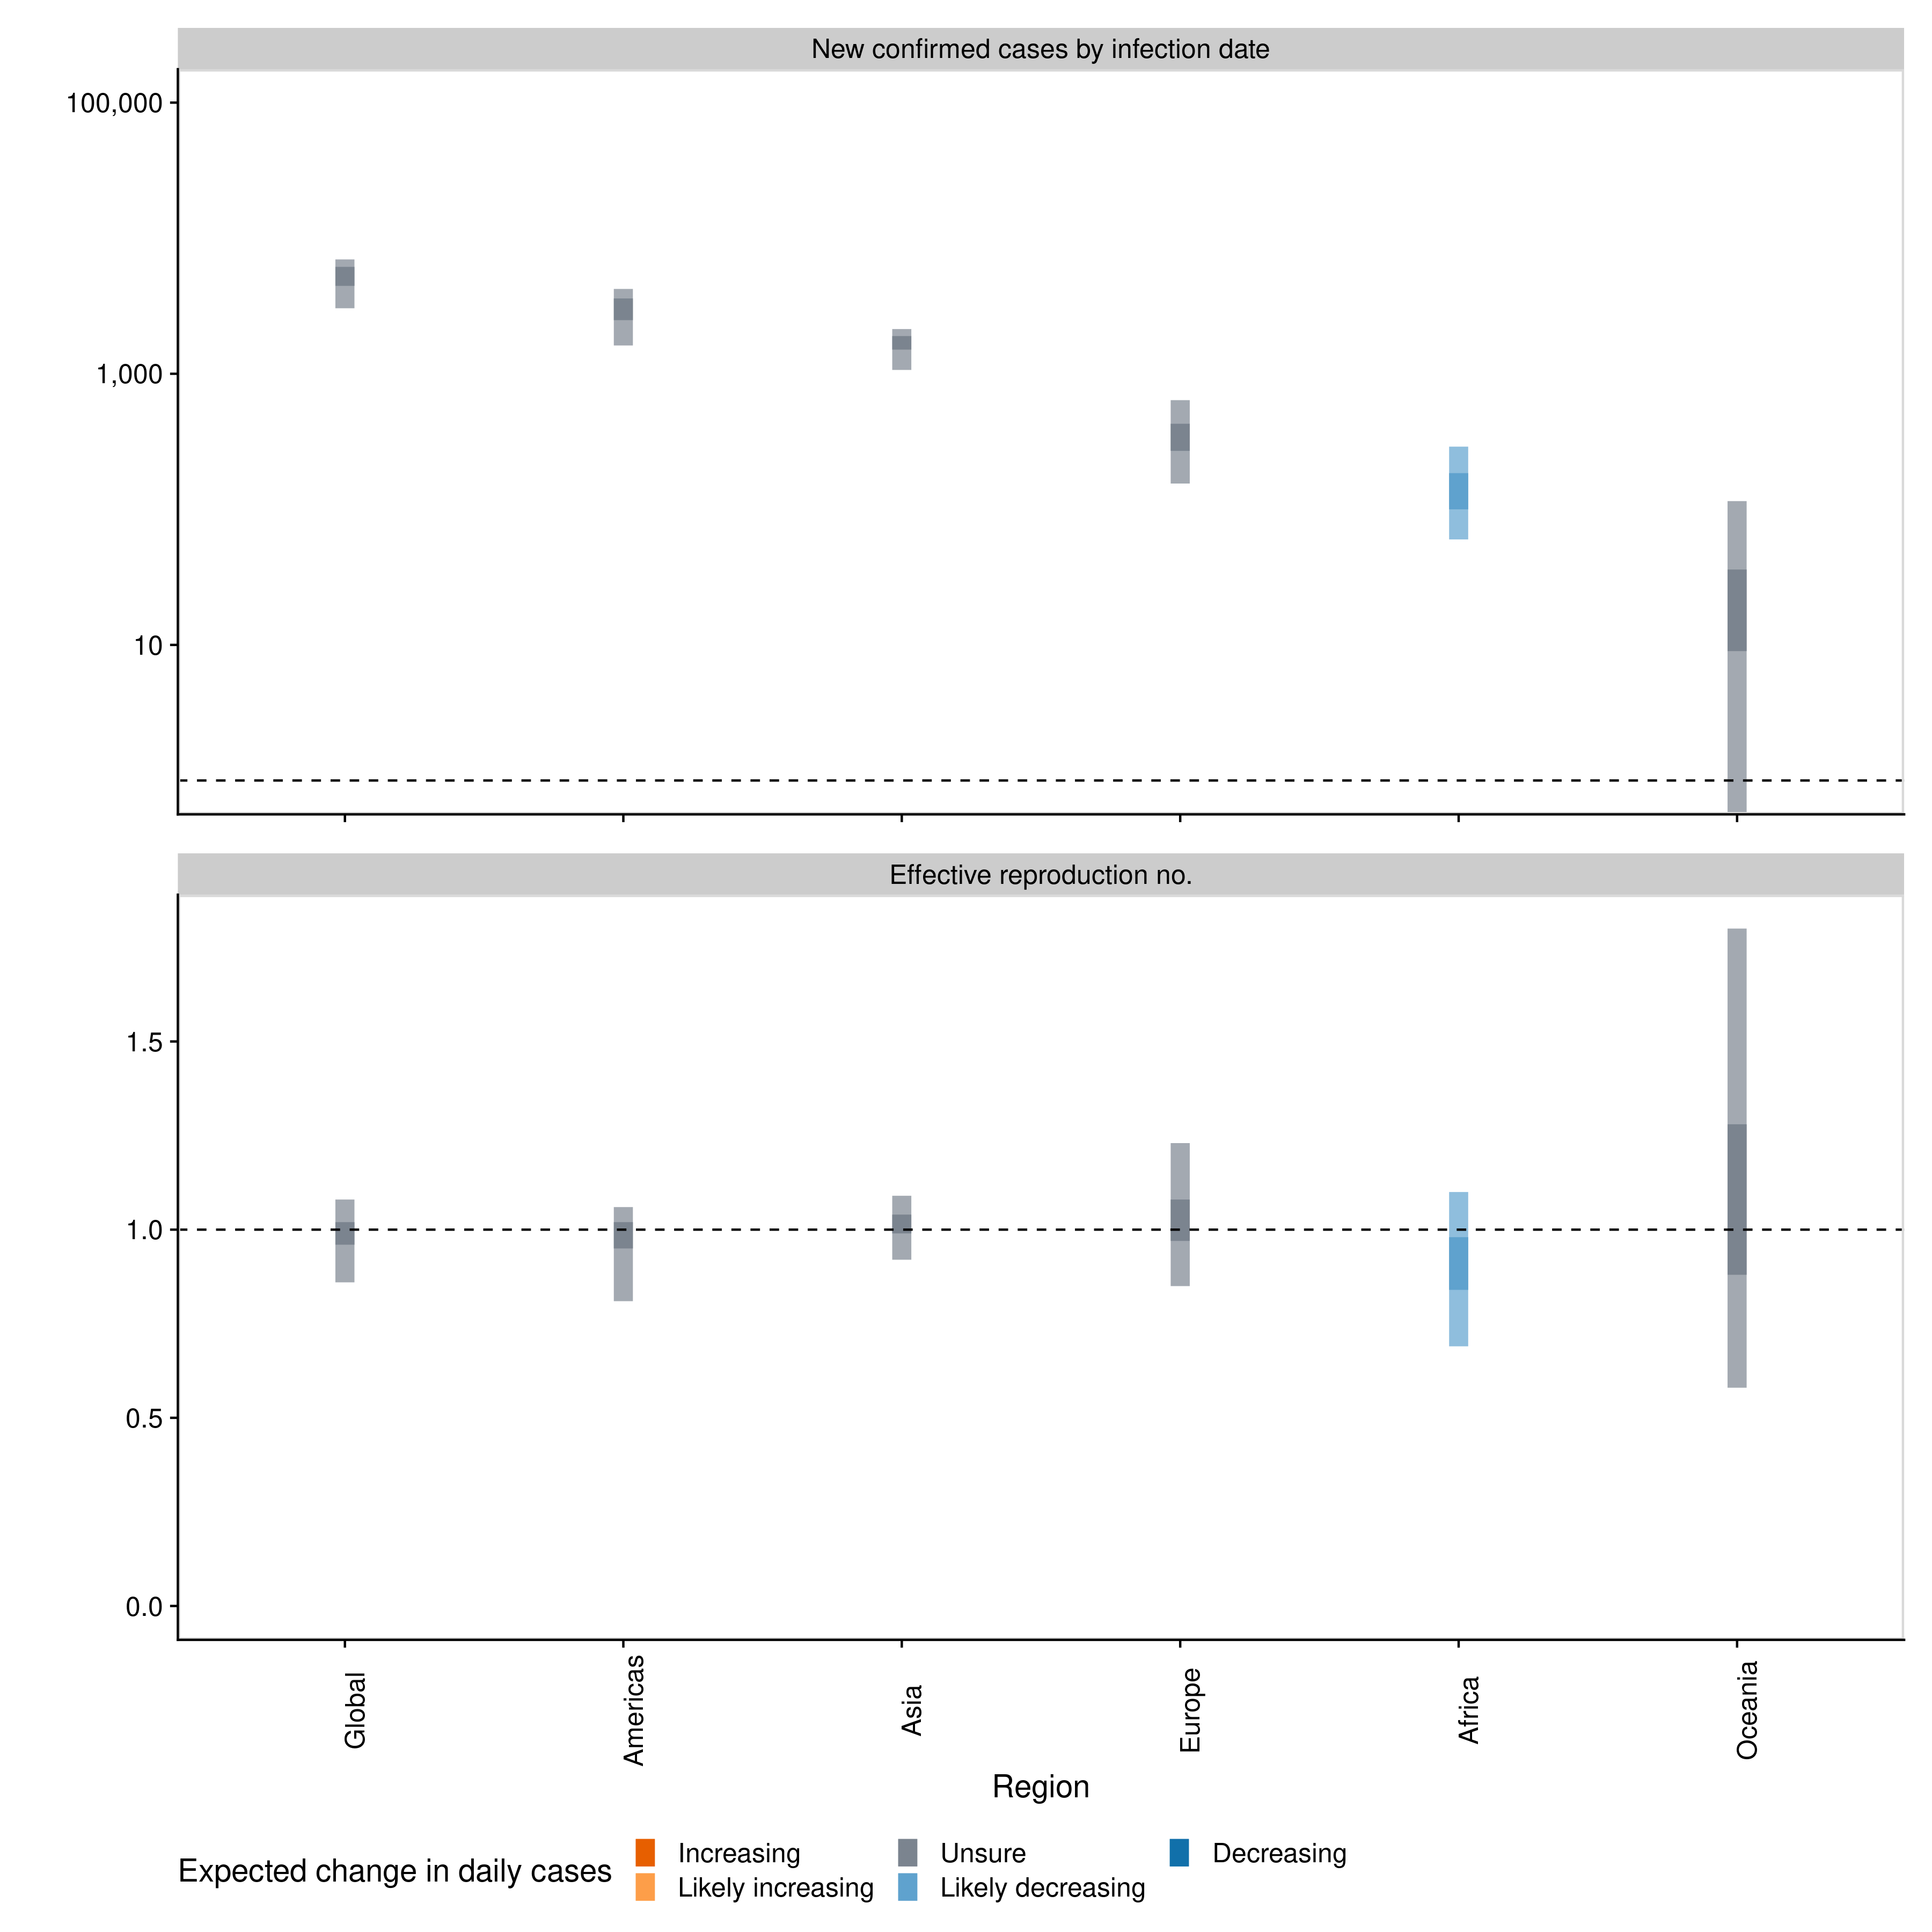 New confirmed cases by infection date
100,000
1,000
10
Effective reproduction no.
1.5
1.0
0.5
0.0
Global
Americas
Asia
Europe
Africa
Oceania
Region
Expected change in daily cases
Increasing
Likely increasing
Unsure
Likely decreasing
Decreasing